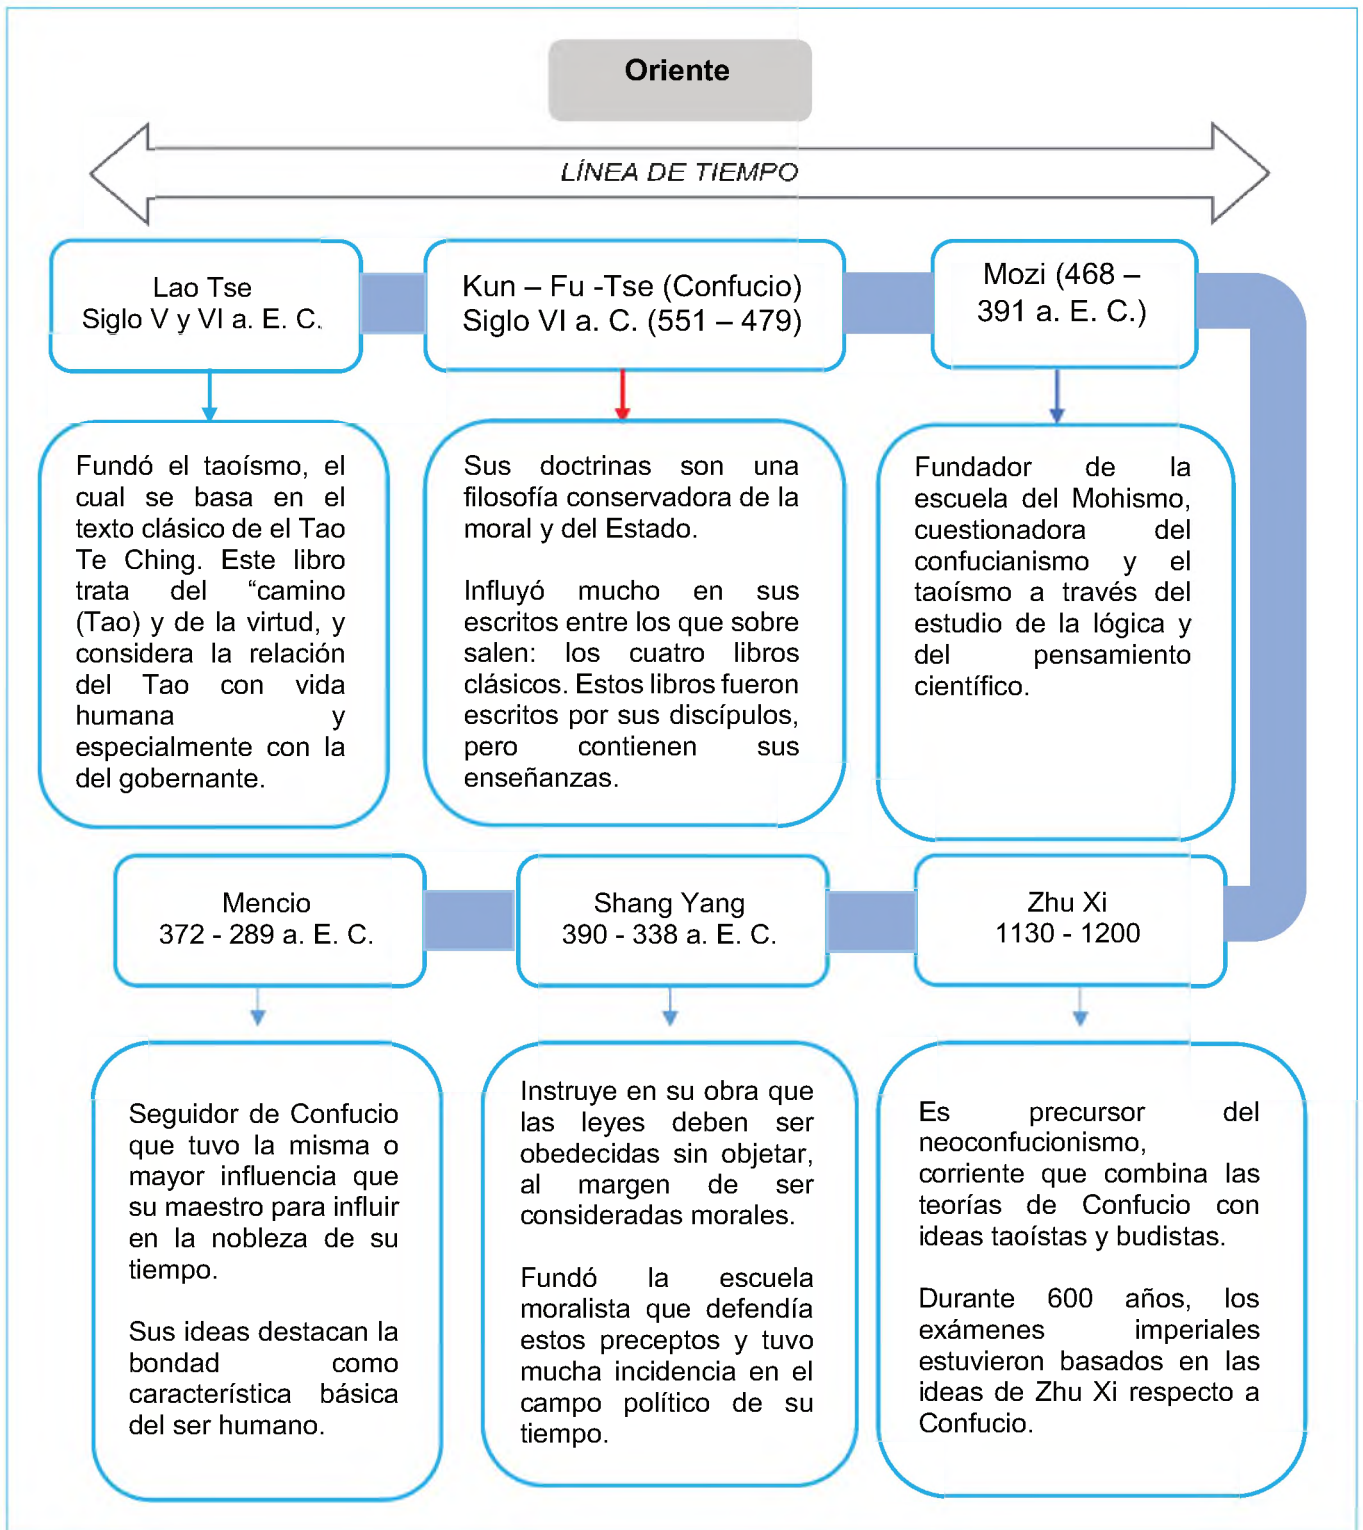 Oriente
LÍNEA DE TIEMPO
Lao Tse
Siglo V y VI a. E. C.
Kun – Fu -Tse (Confucio)
Siglo VI a. C. (551 – 479)
Mozi (468 –
391 a. E. C.)
Fundó el taoísmo, el
cual se basa en el
texto clásico de el Tao
Te Ching. Este libro
trata del “camino
(Tao) y de la virtud, y
considera la relación
del Tao con vida
humana y
especialmente con la
del gobernante.
Sus doctrinas son una
filosofía conservadora de la
moral y del Estado.
Influyó mucho en sus
escritos entre los que sobre
salen: los cuatro libros
clásicos. Estos libros fueron
escritos por sus discípulos,
pero contienen sus
enseñanzas.
Fundador de la
escuela del Mohismo,
cuestionadora del
confucianismo y el
taoísmo a través del
estudio de la lógica y
del pensamiento
científico.
Mencio
372 - 289 a. E. C.
Shang Yang
390 - 338 a. E. C.
Zhu Xi
1130 - 1200
Seguidor de Confucio
que tuvo la misma o
mayor influencia que
su maestro para influir
en la nobleza de su
tiempo.
Sus ideas destacan la
bondad como
característica básica
del ser humano.
Instruye en su obra que
las leyes deben ser
obedecidas sin objetar,
al margen de ser
consideradas morales.
Fundó la escuela
moralista que defendía
estos preceptos y tuvo
mucha incidencia en el
campo político de su
tiempo.
Es precursor del
neoconfucionismo,
corriente que combina las
teorías de Confucio con
ideas taoístas y budistas.
Durante 600 años, los
exámenes imperiales
estuvieron basados en las
ideas de Zhu Xi respecto a
Confucio.